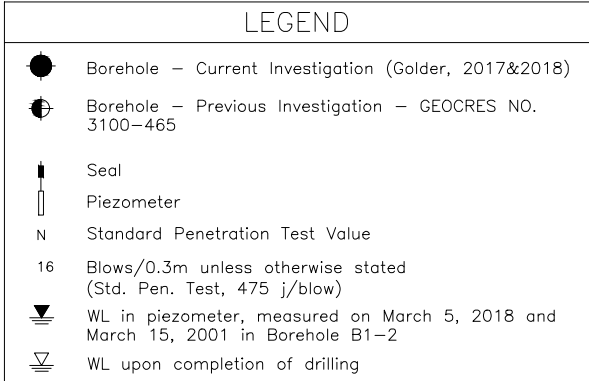 LEGEND
Borehole – Current Investigation (Golder, 2017&2018)
Borehole – Previous Investigation – GEOCRES NO.
3100–465
Seal
Piezometer
N Standard Penetration Test Value
16 Blows/0.3m unless otherwise stated
(Std. Pen. Test, 475 j/blow)
WL in piezometer, measured on March 5, 2018 and
March 15, 2001 in Borehole B1–2
WL upon completion of drilling